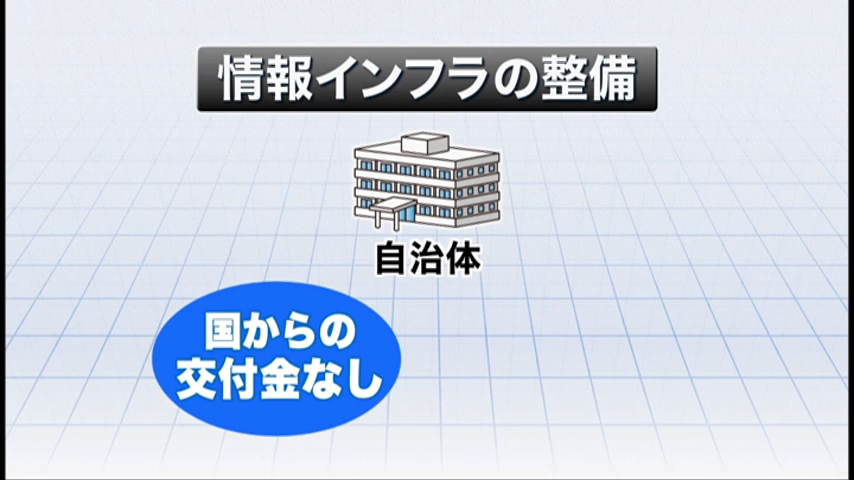 情報インフラの整備
自治体
国からの
交付金なし